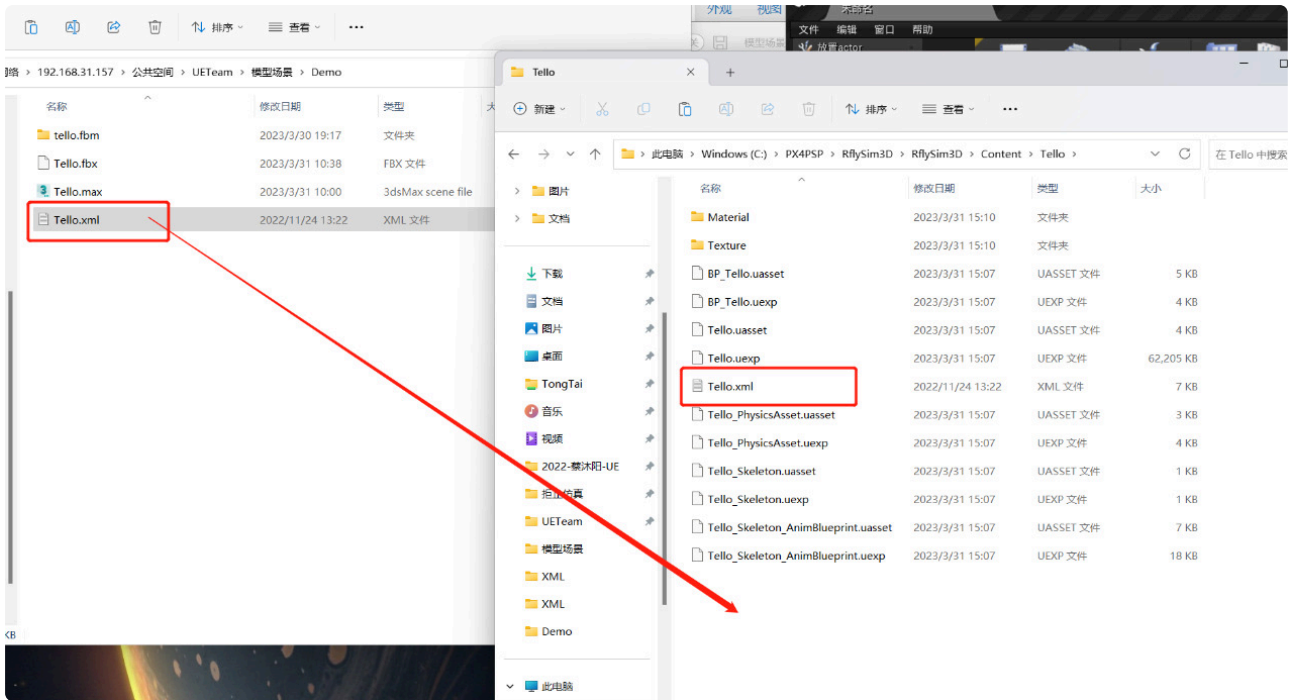 排序
查看
外观
视图
未命名
文件 编辑 窗口 帮助
模型场景
放置actor
192.168.31.157 › 公共空间 › UETeam › 模型场景 › Demo
名称 修改日期 类型
tello.fbm 2023/3/30 19:17 文件夹
Tello.fbx 2023/3/31 10:38 FBX 文件
Tello.max 2023/3/31 10:00 3dsMax scene file
Tello.xml 2022/11/24 13:22 XML 文件
KB
Tello
新建 排序 查看
此电脑 › Windows (C:) › PX4PSP › RflySim3D › RflySim3D › Content › Tello ›
在 Tello 中搜索
图片
文档
下载
文档
图片
桌面
TongTai
音乐
视频
2022-蔡沐阳-UE
UETeam
模型场景
XML
XML
Demo
此电脑
名称 修改日期 类型 大小
Material 2023/3/31 15:10 文件夹
Texture 2023/3/31 15:10 文件夹
BP_Tello.uasset 2023/3/31 15:07 UASSET 文件 5 KB
BP_Tello.uexp 2023/3/31 15:07 UEXP 文件 4 KB
Tello.uasset 2023/3/31 15:07 UASSET 文件 4 KB
Tello.uexp 2023/3/31 15:07 UEXP 文件 62,205 KB
Tello.xml 2022/11/24 13:22 XML 文件 7 KB
Tello_PhysicsAsset.uasset 2023/3/31 15:07 UASSET 文件 3 KB
Tello_PhysicsAsset.uexp 2023/3/31 15:07 UEXP 文件 4 KB
Tello_Skeleton.uasset 2023/3/31 15:07 UASSET 文件 1 KB
Tello_Skeleton.uexp 2023/3/31 15:07 UEXP 文件 1 KB
Tello_Skeleton_AnimBlueprint.uasset 2023/3/31 15:07 UASSET 文件 7 KB
Tello_Skeleton_AnimBlueprint.uexp 2023/3/31 15:07 UEXP 文件 18 KB